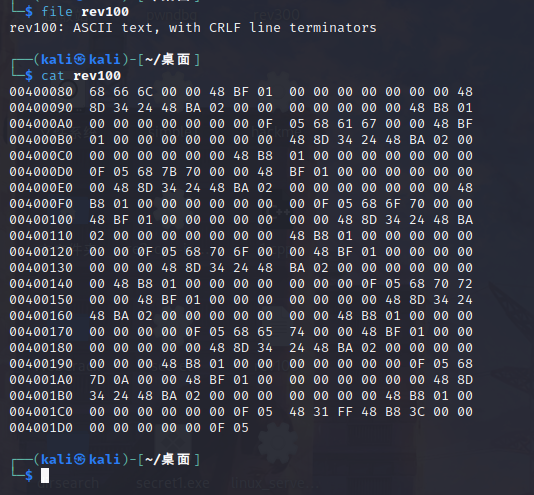 └─$ file rev100
rev100: ASCII text, with CRLF line terminators
┌──(kali㉿kali)-[~/桌面]
└─$ cat rev100
00400080 68 66 6C 00 00 48 BF 01 00 00 00 00 00 00 00 48
00400090 8D 34 24 48 BA 02 00 00 00 00 00 00 00 48 B8 01
004000A0 00 00 00 00 00 00 00 0F 05 68 61 67 00 00 48 BF
004000B0 01 00 00 00 00 00 00 00 48 8D 34 24 48 BA 02 00
004000C0 00 00 00 00 00 00 48 B8 01 00 00 00 00 00 00 00
004000D0 0F 05 68 7B 70 00 00 48 BF 01 00 00 00 00 00 00
004000E0 00 48 8D 34 24 48 BA 02 00 00 00 00 00 00 00 48
004000F0 B8 01 00 00 00 00 00 00 00 0F 05 68 6F 70 00 00
00400100 48 BF 01 00 00 00 00 00 00 00 48 8D 34 24 48 BA
00400110 02 00 00 00 00 00 00 00 48 B8 01 00 00 00 00 00
00400120 00 00 0F 05 68 70 6F 00 00 48 BF 01 00 00 00 00
00400130 00 00 00 48 8D 34 24 48 BA 02 00 00 00 00 00 00
00400140 00 48 B8 01 00 00 00 00 00 00 00 0F 05 68 70 72
00400150 00 00 48 BF 01 00 00 00 00 00 00 00 48 8D 34 24
00400160 48 BA 02 00 00 00 00 00 00 00 48 B8 01 00 00 00
00400170 00 00 00 00 0F 05 68 65 74 00 00 48 BF 01 00 00
00400180 00 00 00 00 00 48 8D 34 24 48 BA 02 00 00 00 00
00400190 00 00 00 48 B8 01 00 00 00 00 00 00 00 0F 05 68
004001A0 7D 0A 00 00 48 BF 01 00 00 00 00 00 00 00 48 8D
004001B0 34 24 48 BA 02 00 00 00 00 00 00 00 48 B8 01 00
004001C0 00 00 00 00 00 00 0F 05 48 31 FF 48 B8 3C 00 00
004001D0 00 00 00 00 00 0F 05
┌──(kali㉿kali)-[~/桌面]
└─$